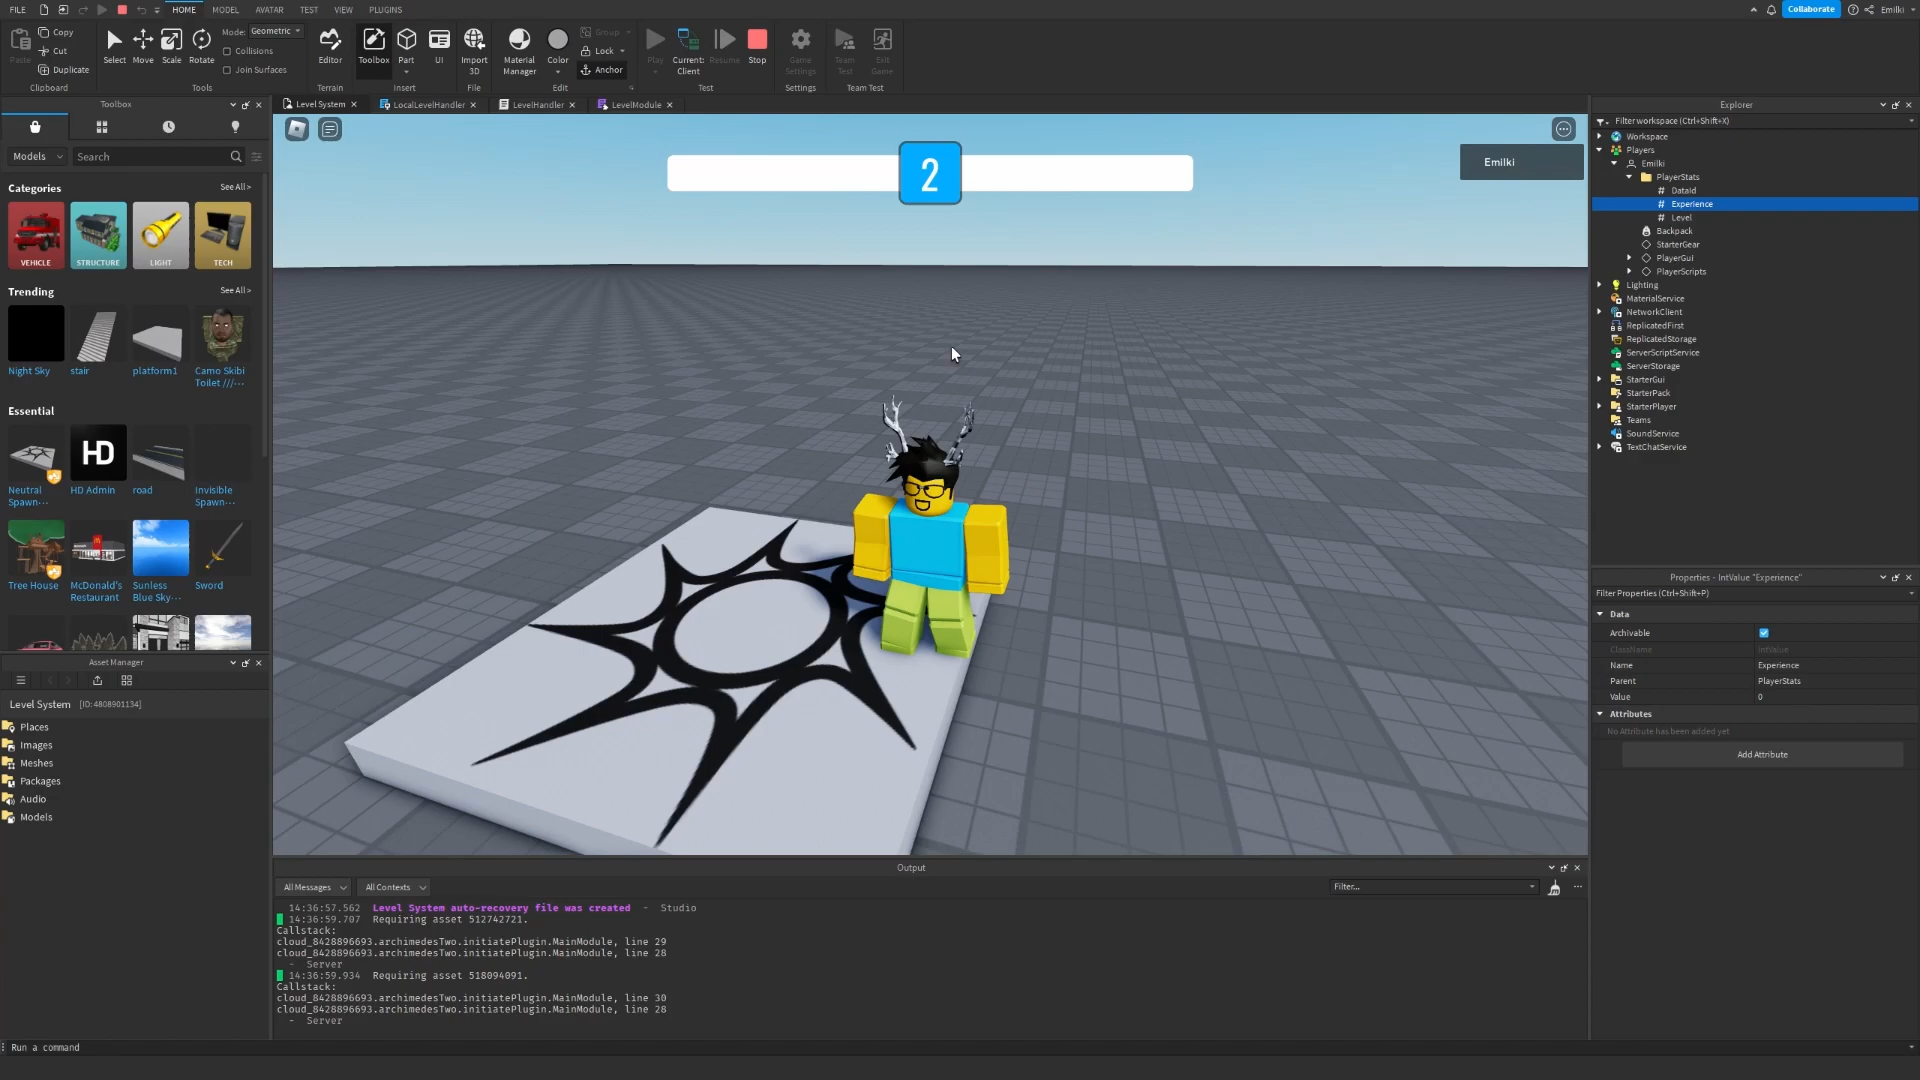 FILE
HOME
MODEL
AVATAR
TEST
VIEW
PLUGINS
Collaborate
Emilki
Paste
Copy
Cut
Duplicate
Clipboard
Select
Move
Scale
Rotate
Mode:
Geometric
Collisions
Join Surfaces
Tools
Editor
Terrain
Toolbox
Part
UI
Insert
Import
3D
File
Material
Manager
Color
Group
Lock
Anchor
Edit
Play
Current:
Client
Resume
Stop
Test
Game
Settings
Settings
Team
Test
Exit
Game
Team Test
Toolbox
Models
Search
Categories
See All >
VEHICLE
STRUCTURE
LIGHT
TECH
Trending
See All >
Night Sky
stair
platform1
Camo Skibi
Toilet ///···
Essential
HD
Neutral
Spawn···
HD Admin
road
Invisible
Spawn···
Tree House
McDonald's
Restaurant
Sunless
Blue Sky···
Sword
Asset Manager
Level System [ID: 4808901134]
Places
Images
Meshes
Packages
Audio
Models
Level System
LocalLevelHandler
LevelHandler
LevelModule
2
Emilki
Output
All Messages
All Contexts
Filter...
14:36:57.562 Level System auto-recovery file was created - Studio
14:36:59.707 Requiring asset 512742721.
Callstack:
cloud_8428896693.archimedesTwo.initiatePlugin.MainModule, line 29
cloud_8428896693.archimedesTwo.initiatePlugin.MainModule, line 28
- Server
14:36:59.934 Requiring asset 518094091.
Callstack:
cloud_8428896693.archimedesTwo.initiatePlugin.MainModule, line 30
cloud_8428896693.archimedesTwo.initiatePlugin.MainModule, line 28
- Server
Run a command
Explorer
Filter workspace (Ctrl+Shift+X)
Workspace
Players
Emilki
PlayerStats
DataId
Experience
Level
Backpack
StarterGear
PlayerGui
PlayerScripts
Lighting
MaterialService
NetworkClient
ReplicatedFirst
ReplicatedStorage
ServerScriptService
ServerStorage
StarterGui
StarterPack
StarterPlayer
Teams
SoundService
TextChatService
Properties - IntValue "Experience"
Filter Properties (Ctrl+Shift+P)
Data
Archivable
ClassName IntValue
Name Experience
Parent PlayerStats
Value 0
Attributes
No Attribute has been added yet
Add Attribute